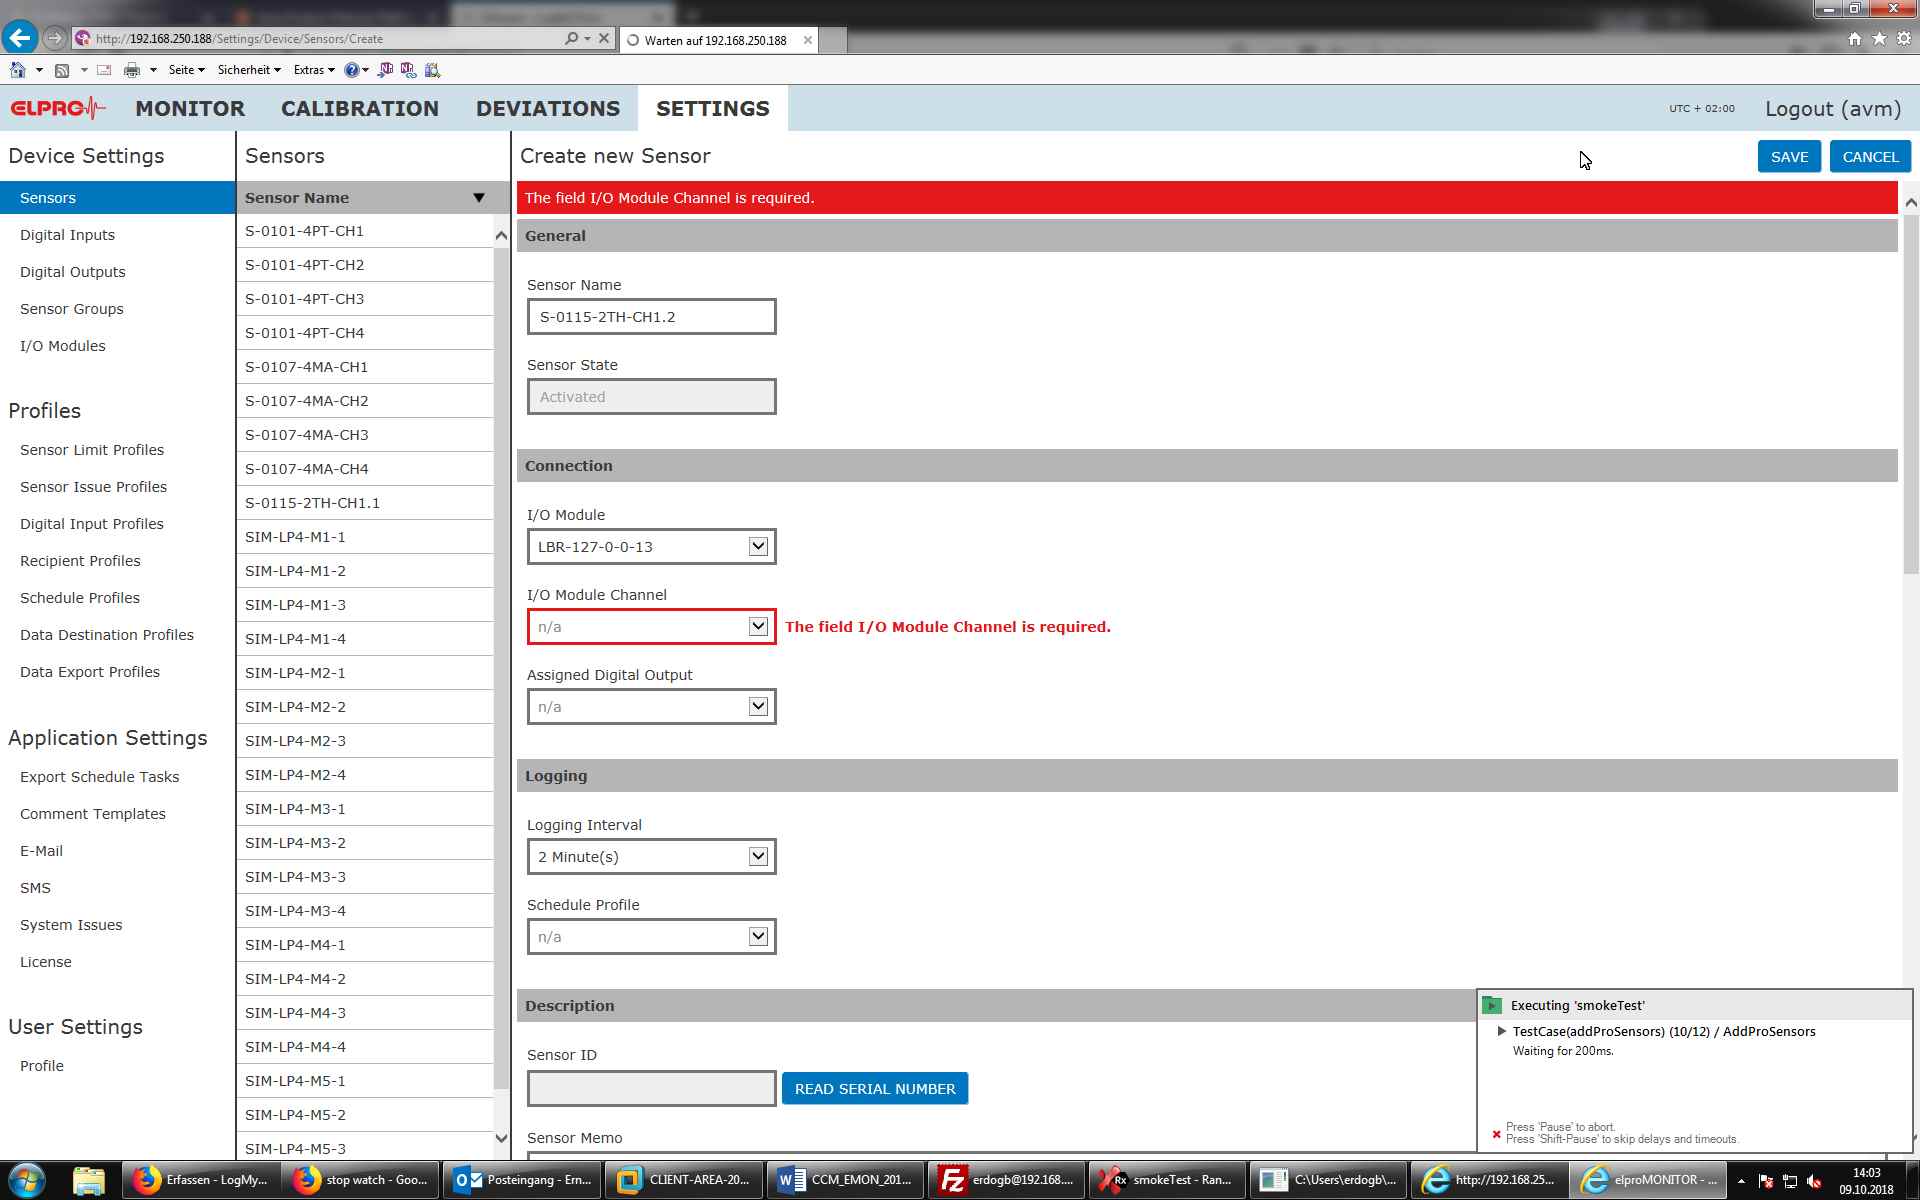 http://192.168.250.188/Settings/Device/Sensors/Create
Warten auf 192.168.250.188
Seite
Sicherheit
Extras
ELPRO
MONITOR
CALIBRATION
DEVIATIONS
SETTINGS
UTC + 02:00
Logout (avm)
Device Settings
Sensors
Digital Inputs
Digital Outputs
Sensor Groups
I/O Modules
Profiles
Sensor Limit Profiles
Sensor Issue Profiles
Digital Input Profiles
Recipient Profiles
Schedule Profiles
Data Destination Profiles
Data Export Profiles
Application Settings
Export Schedule Tasks
Comment Templates
E-Mail
SMS
System Issues
License
User Settings
Profile
Sensors
Sensor Name
S-0101-4PT-CH1
S-0101-4PT-CH2
S-0101-4PT-CH3
S-0101-4PT-CH4
S-0107-4MA-CH1
S-0107-4MA-CH2
S-0107-4MA-CH3
S-0107-4MA-CH4
S-0115-2TH-CH1.1
SIM-LP4-M1-1
SIM-LP4-M1-2
SIM-LP4-M1-3
SIM-LP4-M1-4
SIM-LP4-M2-1
SIM-LP4-M2-2
SIM-LP4-M2-3
SIM-LP4-M2-4
SIM-LP4-M3-1
SIM-LP4-M3-2
SIM-LP4-M3-3
SIM-LP4-M3-4
SIM-LP4-M4-1
SIM-LP4-M4-2
SIM-LP4-M4-3
SIM-LP4-M4-4
SIM-LP4-M5-1
SIM-LP4-M5-2
SIM-LP4-M5-3
Create new Sensor
SAVE
CANCEL
The field I/O Module Channel is required.
General
Sensor Name
S-0115-2TH-CH1.2
Sensor State
Activated
Connection
I/O Module
LBR-127-0-0-13
I/O Module Channel
n/a
The field I/O Module Channel is required.
Assigned Digital Output
n/a
Logging
Logging Interval
2 Minute(s)
Schedule Profile
n/a
Description
Sensor ID
READ SERIAL NUMBER
Sensor Memo
Executing 'smokeTest'
TestCase(addProSensors) (10/12) / AddProSensors
Waiting for 200ms.
Press 'Pause' to abort.
Press 'Shift-Pause' to skip delays and timeouts.
Erfassen - LogMy...
stop watch - Goo...
Posteingang - Ern...
CLIENT-AREA-20...
CCM_EMON_201...
erdogb@192.168....
smokeTest - Ran...
C:\Users\erdogb\...
http://192.168.25...
elproMONITOR - ...
14:03
09.10.2018